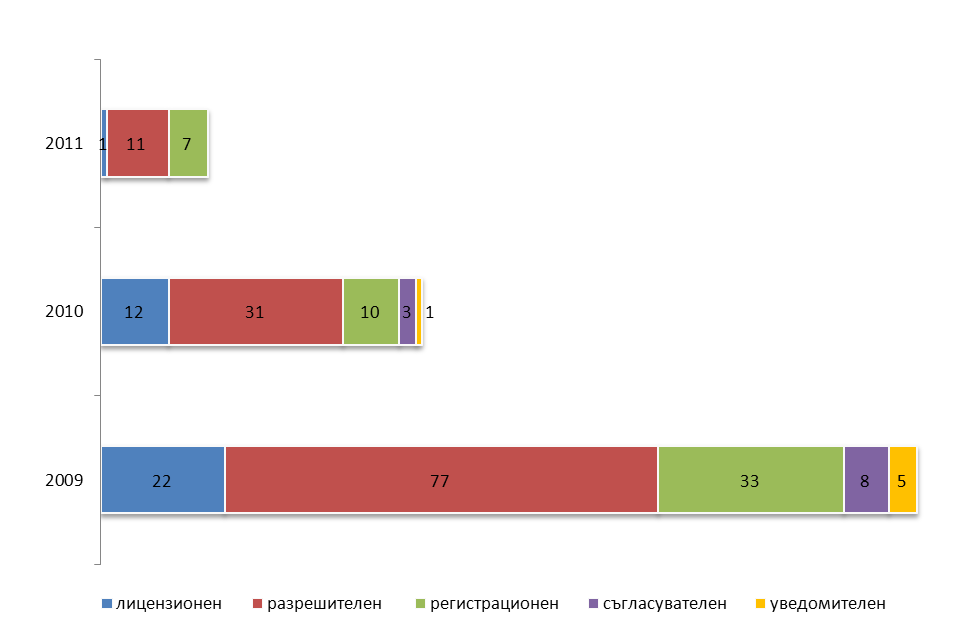 2011 1 11 7
2010 12 31 10 3 1
2009 22 77 33 8 5
лицензионен разрешителен регистрационен съгласувателен уведомителен